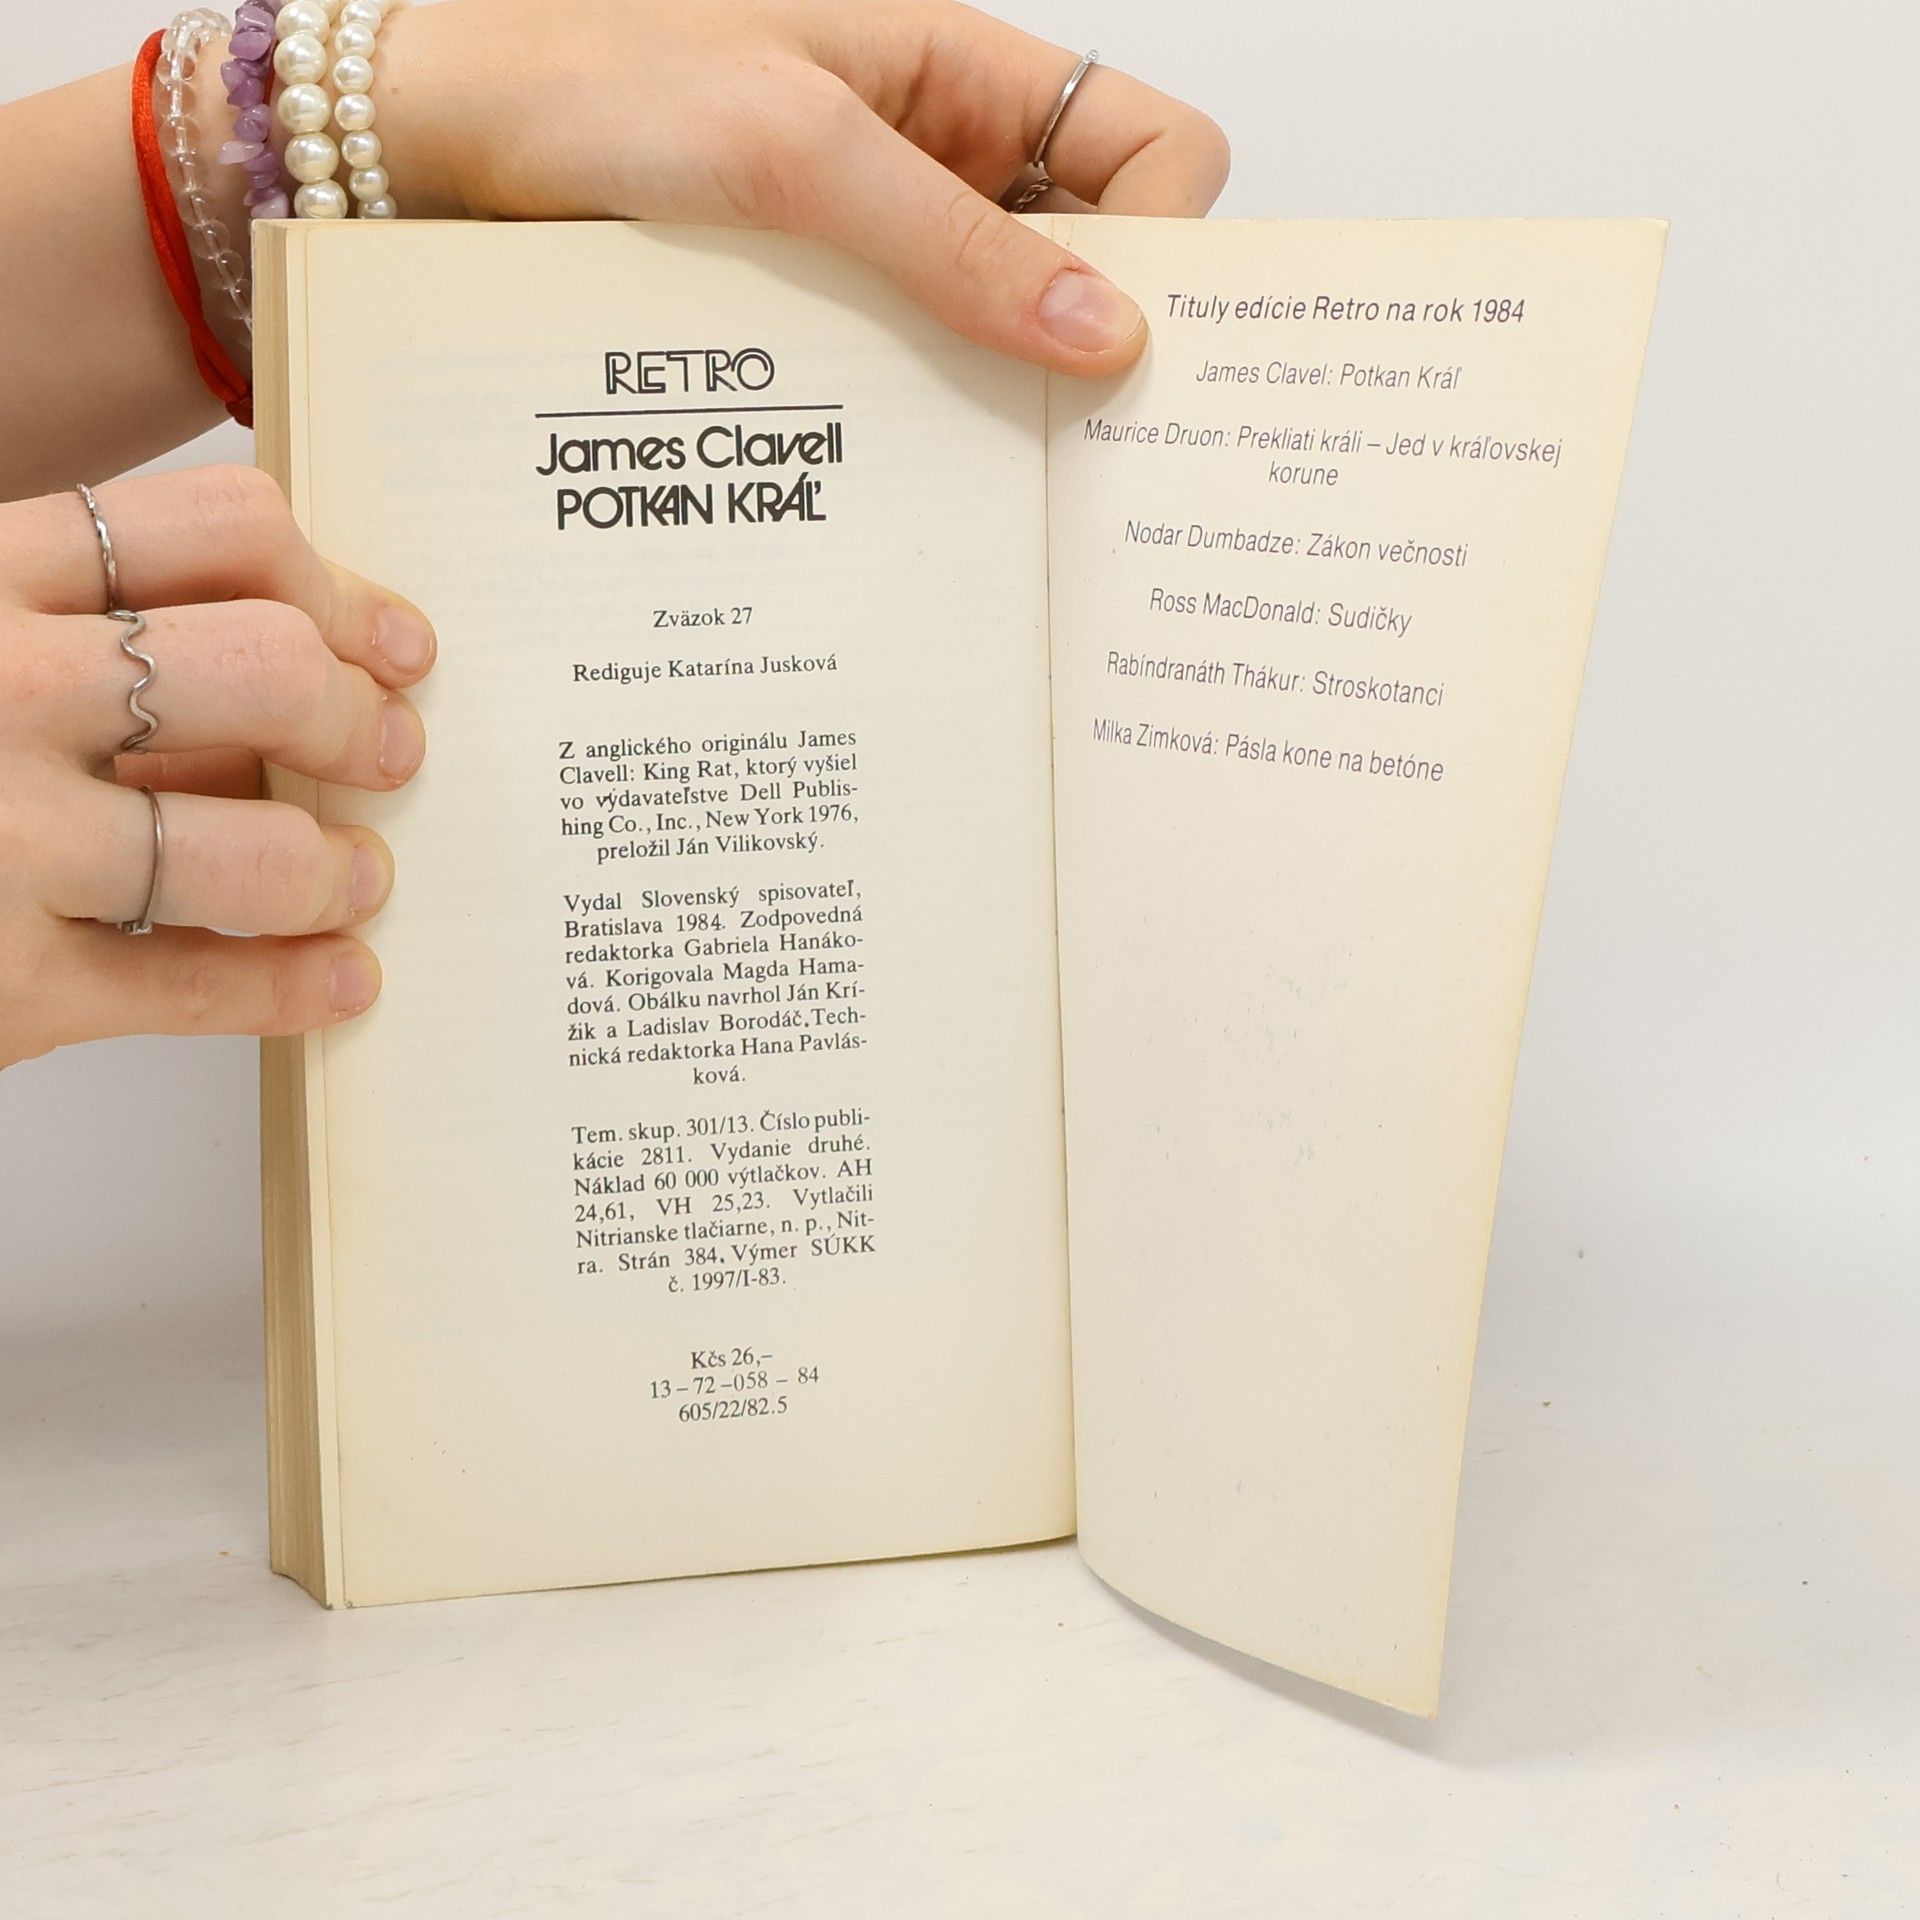 RETRO
James Clavell
POTKAN KRÁĽ
Zväzok 27
Rediguje Katarína Jusková
Z anglického originálu James
Clavell: King Rat, ktorý vyšiel
vo vydavateľstve Dell Publis-
hing Co., Inc., New York 1976,
preložil Ján Vilikovský.
Vydal Slovenský spisovateľ,
Bratislava 1984. Zodpovedná
redaktorka Gabriela Hanáko-
vá. Korigovala Magda Hama-
dová. Obálku navrhol Ján Krí-
žik a Ladislav Borodáč. Tech-
nická redaktorka Hana Pavlás-
ková.
Tem. skup. 301/13. Číslo publi-
kácie 2811. Vydanie druhé.
Náklad 60 000 výtlačkov. AH
24,61, VH 25,23. Vytlačili
Nitrianske tlačiarne, n. p., Nit-
ra. Strán 384. Výmer SÚKK
č. 1997/I-83.
Kčs 26,–
13 – 72 –058 – 84
605/22/82.5
Tituly edície Retro na rok 1984
James Clavel: Potkan Kráľ
Maurice Druon: Prekliati králi – Jed v kráľovskej
korune
Nodar Dumbadze: Zákon večnosti
Ross MacDonald: Sudičky
Rabíndranáth Thákur: Stroskotanci
Milka Zimková: Pásla kone na betóne